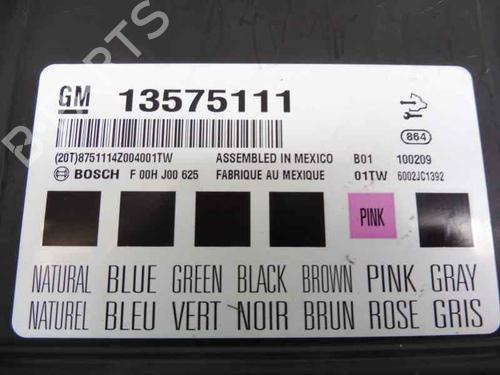 GM 13575111
864
(20T)8751114Z004001TW ASSEMBLED IN MEXICO B01 100209
BOSCH F 00H J00 625 FABRIQUE AU MEXIQUE 01TW 6002JC1392
PINK
NATURAL BLUE GREEN BLACK BROWN PINK GRAY
NATUREL BLEU VERT NOIR BRUN ROSE GRIS
PARTS